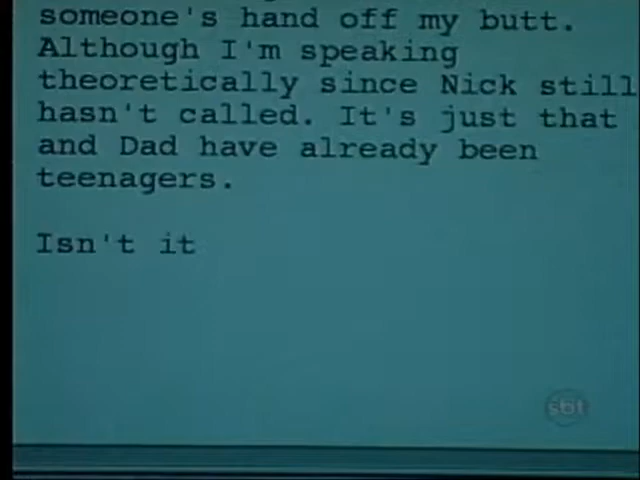 someone's hand off my butt.
Although I'm speaking
theoretically since Nick still
hasn't called. It's just that
and Dad have already been
teenagers.
Isn't it
sbt